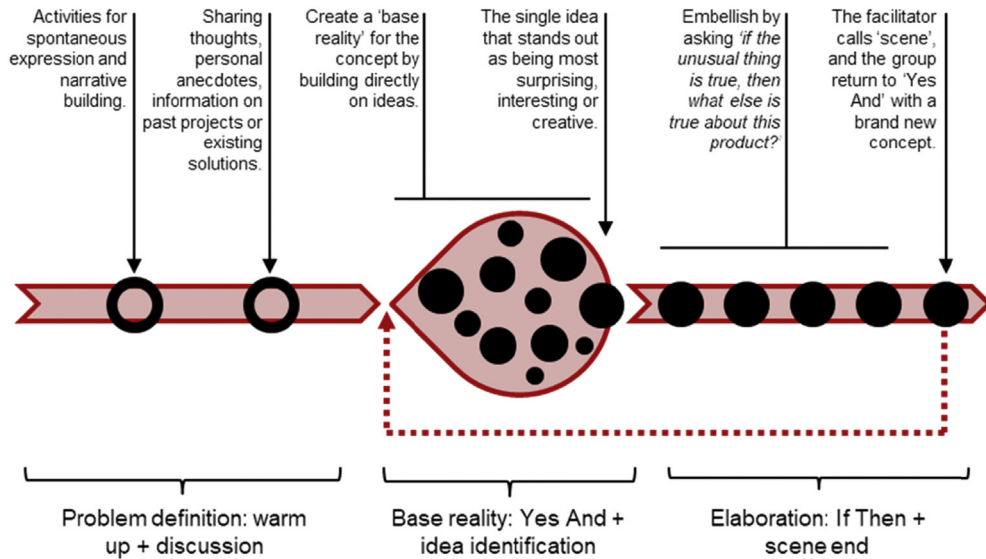 Activities for
spontaneous
expression and
narrative
building.
Sharing
thoughts,
personal
anecdotes,
information on
past projects or
existing
solutions.
Create a ‘base
reality’ for the
concept by
building directly
on ideas.
The single idea
that stands out
as being most
surprising,
interesting or
creative.
Embellish by
asking ‘if the
unusual thing
is true, then
what else is
true about this
product?’
The facilitator
calls ‘scene’,
and the group
return to ‘Yes
And’ with a
brand new
concept.
Problem definition: warm
up + discussion
Base reality: Yes And +
idea identification
Elaboration: If Then +
scene end